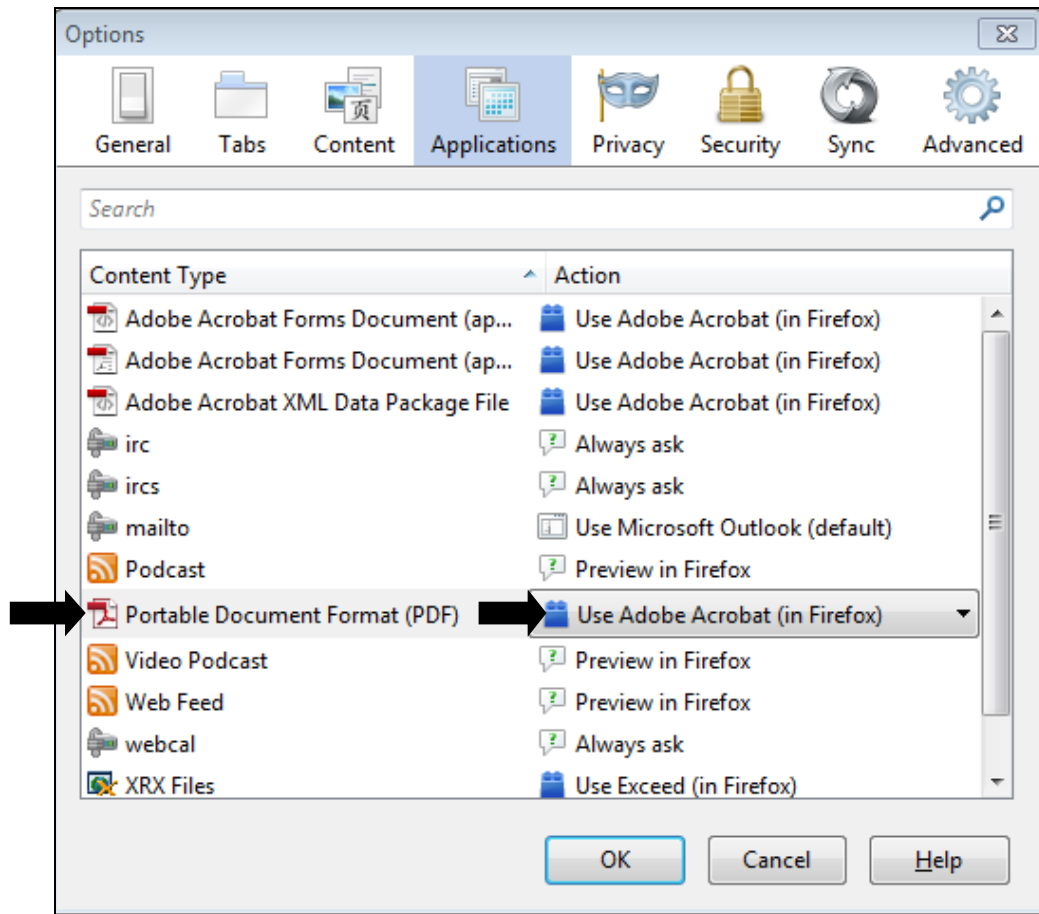 Options
General Tabs Content Applications Privacy Security Sync Advanced
Search
Content Type Action
Adobe Acrobat Forms Document (ap... Use Adobe Acrobat (in Firefox)
Adobe Acrobat Forms Document (ap... Use Adobe Acrobat (in Firefox)
Adobe Acrobat XML Data Package File Use Adobe Acrobat (in Firefox)
irc Always ask
ircs Always ask
mailto Use Microsoft Outlook (default)
Podcast Preview in Firefox
Portable Document Format (PDF) Use Adobe Acrobat (in Firefox)
Video Podcast Preview in Firefox
Web Feed Preview in Firefox
webcal Always ask
XRX Files Use Exceed (in Firefox)
OK Cancel Help